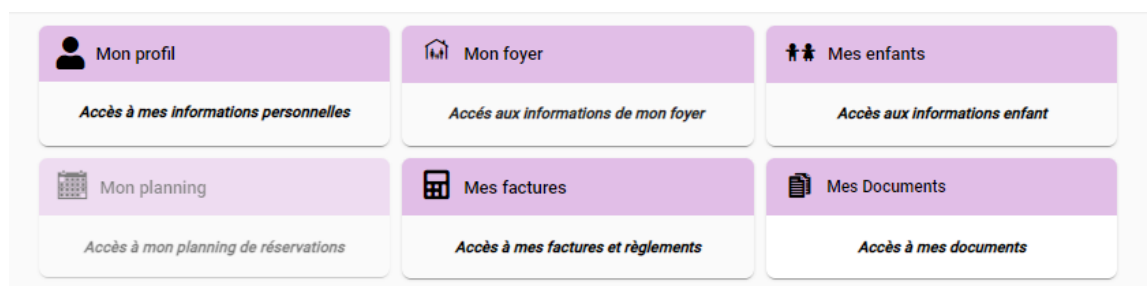 Mon profil
Mon foyer
Mes enfants
Accès à mes informations personnelles
Accés aux informations de mon foyer
Accès aux informations enfant
Mon planning
Mes factures
Mes Documents
Accès à mon planning de réservations
Accès à mes factures et règlements
Accès à mes documents